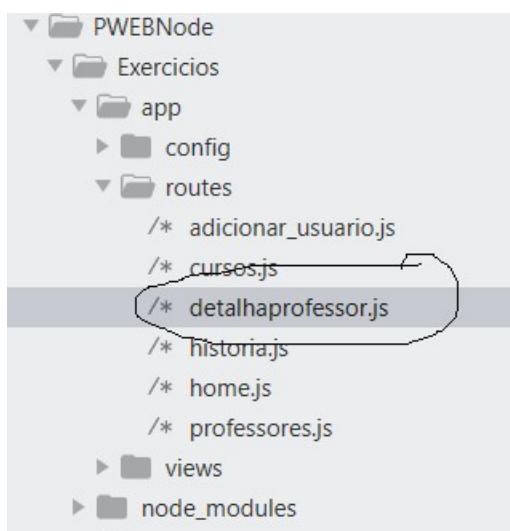 PWEBNode
Exercicios
app
config
routes
/* adicionar_usuario.js
/* cursos.js
/* detalhaprofessor.js
/* historia.js
/* home.js
/* professores.js
views
node_modules